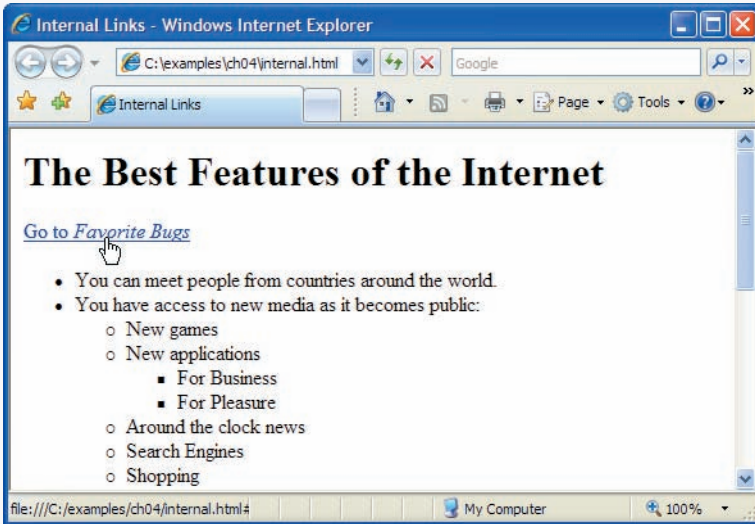 Internal Links - Windows Internet Explorer
C:\examples\ch04\internal.html Google
Internal Links Page Tools »
The Best Features of the Internet
Go to Favorite Bugs
• You can meet people from countries around the world.
• You have access to new media as it becomes public:
o New games
o New applications
▪ For Business
▪ For Pleasure
o Around the clock news
o Search Engines
o Shopping
file:///C:/examples/ch04/internal.html# My Computer 100%